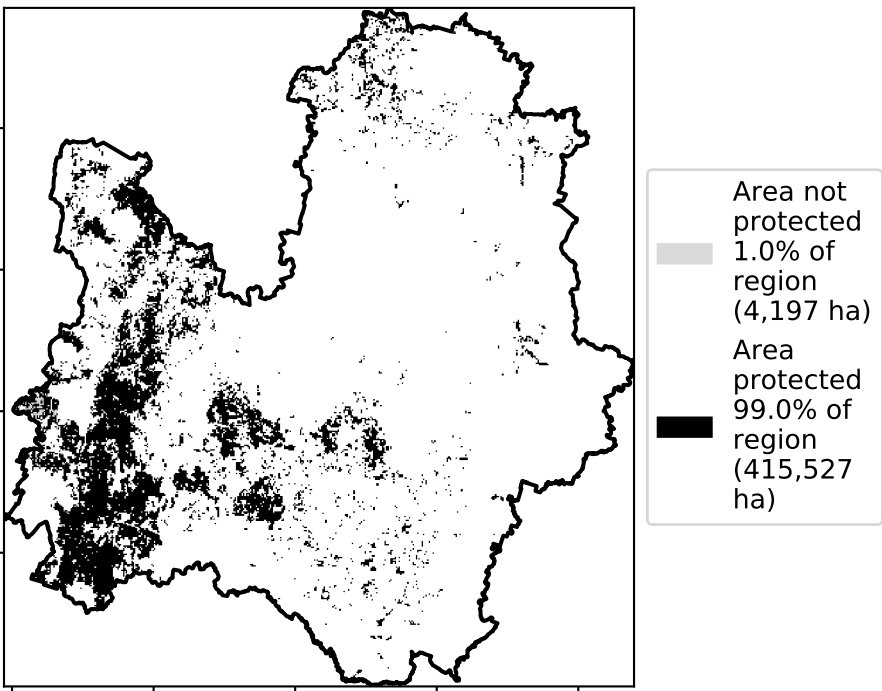 Area not
protected
1.0% of
region
(4,197 ha)
Area
protected
99.0% of
region
(415,527
ha)